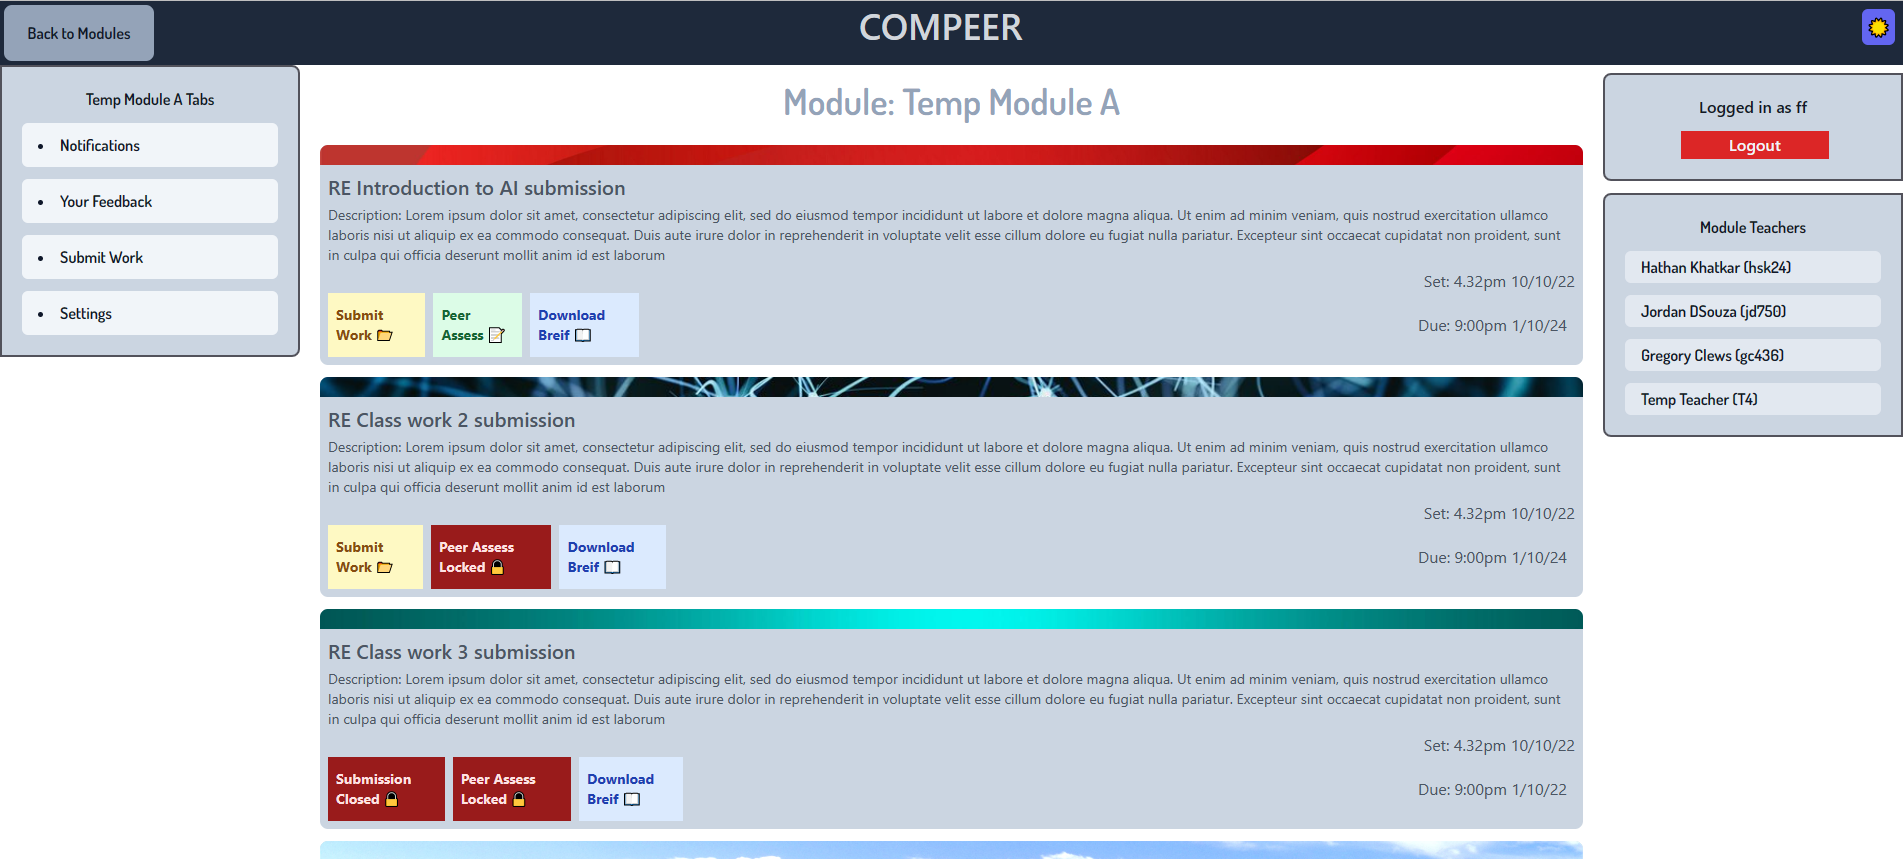 Back to Modules
COMPEER
Temp Module A Tabs
Notifications
Your Feedback
Submit Work
Settings
Module: Temp Module A
RE Introduction to AI submission
Description: Lorem ipsum dolor sit amet, consectetur adipiscing elit, sed do eiusmod tempor incididunt ut labore et dolore magna aliqua. Ut enim ad minim veniam, quis nostrud exercitation ullamco
laboris nisi ut aliquip ex ea commodo consequat. Duis aute irure dolor in reprehenderit in voluptate velit esse cillum dolore eu fugiat nulla pariatur. Excepteur sint occaecat cupidatat non proident, sunt
in culpa qui officia deserunt mollit anim id est laborum
Set: 4.32pm 10/10/22
Submit
Work
Peer
Assess
Download
Breif
Due: 9:00pm 1/10/24
RE Class work 2 submission
Description: Lorem ipsum dolor sit amet, consectetur adipiscing elit, sed do eiusmod tempor incididunt ut labore et dolore magna aliqua. Ut enim ad minim veniam, quis nostrud exercitation ullamco
laboris nisi ut aliquip ex ea commodo consequat. Duis aute irure dolor in reprehenderit in voluptate velit esse cillum dolore eu fugiat nulla pariatur. Excepteur sint occaecat cupidatat non proident, sunt
in culpa qui officia deserunt mollit anim id est laborum
Set: 4.32pm 10/10/22
Submit
Work
Peer Assess
Locked
Download
Breif
Due: 9:00pm 1/10/24
RE Class work 3 submission
Description: Lorem ipsum dolor sit amet, consectetur adipiscing elit, sed do eiusmod tempor incididunt ut labore et dolore magna aliqua. Ut enim ad minim veniam, quis nostrud exercitation ullamco
laboris nisi ut aliquip ex ea commodo consequat. Duis aute irure dolor in reprehenderit in voluptate velit esse cillum dolore eu fugiat nulla pariatur. Excepteur sint occaecat cupidatat non proident, sunt
in culpa qui officia deserunt mollit anim id est laborum
Set: 4.32pm 10/10/22
Submission
Closed
Peer Assess
Locked
Download
Breif
Due: 9:00pm 1/10/22
Logged in as ff
Logout
Module Teachers
Hathan Khatkar (hsk24)
Jordan DSouza (jd750)
Gregory Clews (gc436)
Temp Teacher (T4)